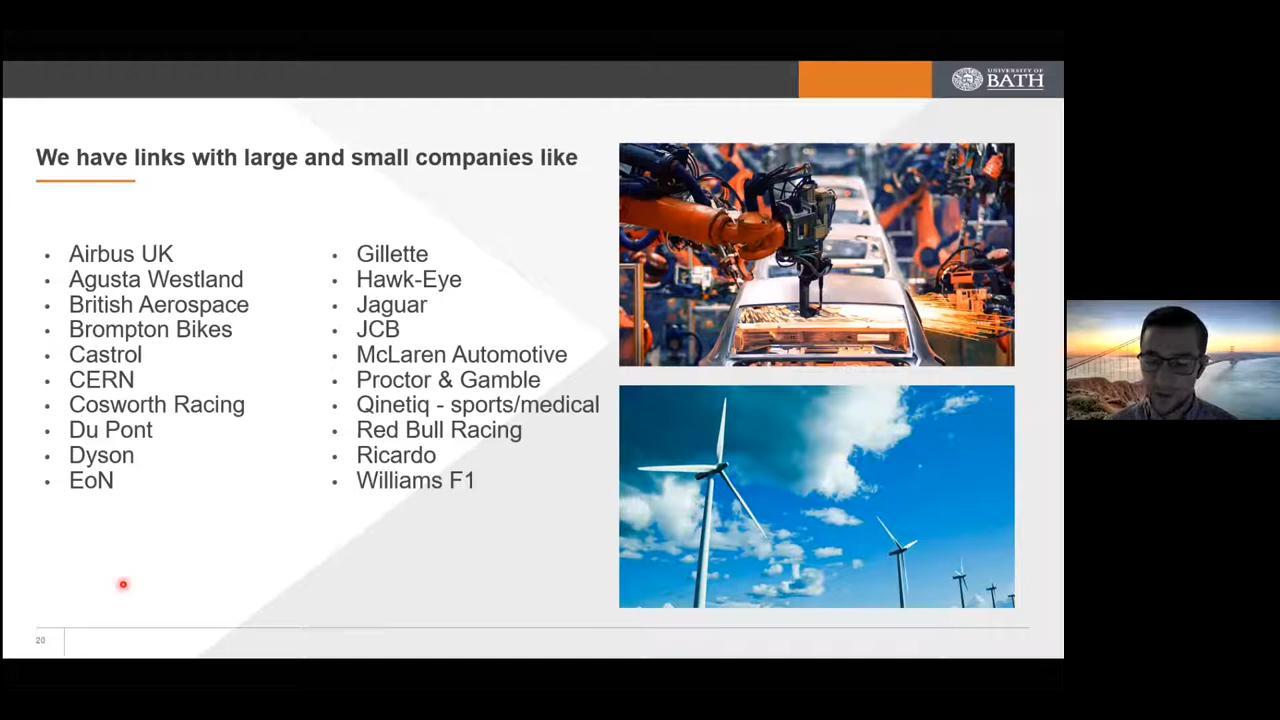 UNIVERSITY OF
BATH
We have links with large and small companies like
• Airbus UK
• Agusta Westland
• British Aerospace
• Brompton Bikes
• Castrol
• CERN
• Cosworth Racing
• Du Pont
• Dyson
• EoN
• Gillette
• Hawk-Eye
• Jaguar
• JCB
• McLaren Automotive
• Proctor & Gamble
• Qinetiq - sports/medical
• Red Bull Racing
• Ricardo
• Williams F1
20